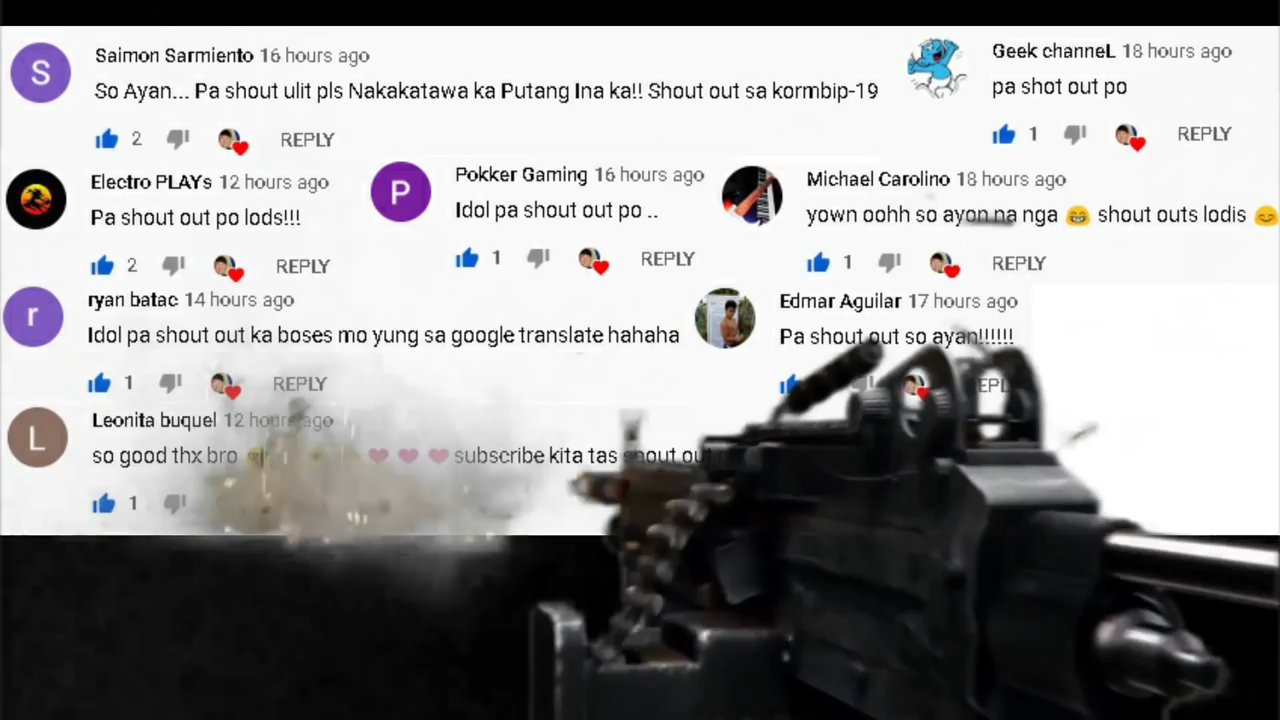 Saimon Sarmiento 16 hours ago
So Ayan... Pa shout ulit pls Nakakatawa ka Putang Ina ka!! Shout out sa kormbip-19
2 REPLY
Geek channeL 18 hours ago
pa shot out po
1 REPLY
Electro PLAYs 12 hours ago
Pa shout out po lods!!!
2 REPLY
P
Pokker Gaming 16 hours ago
Idol pa shout out po ..
1 REPLY
Michael Carolino 18 hours ago
yown oohh so ayon na nga 😁 shout outs lodis 😊
1 REPLY
r
ryan batac 14 hours ago
Idol pa shout out ka boses mo yung sa google translate hahaha
1 REPLY
Edmar Aguilar 17 hours ago
Pa shout out so ayan!!!!!!
L
Leonita buquel 12 hours ago
so good thx bro ❤ ❤ ❤ subscribe kita tas shout out
1